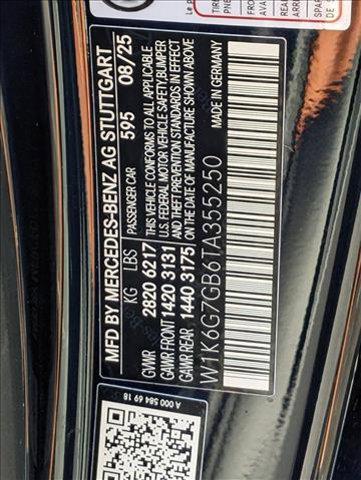 MFD BY MERCEDES-BENZ AG STUTTGART
PASSENGER CAR 595 08/25
KG LBS
GVWR 2820 6217
GAWR FRONT 1420 3131
GAWR REAR 1440 3175
THIS VEHICLE CONFORMS TO ALL APPLICABLE
U.S. FEDERAL MOTOR VEHICLE SAFETY/BUMPER
/THEFT PREVENTION STANDARDS IN EFFECT
ON THE DATE OF MANUFACTURE SHOWN ABOVE
W1K6G7GB6TA355250
MADE IN GERMANY
A 000 584 69 18